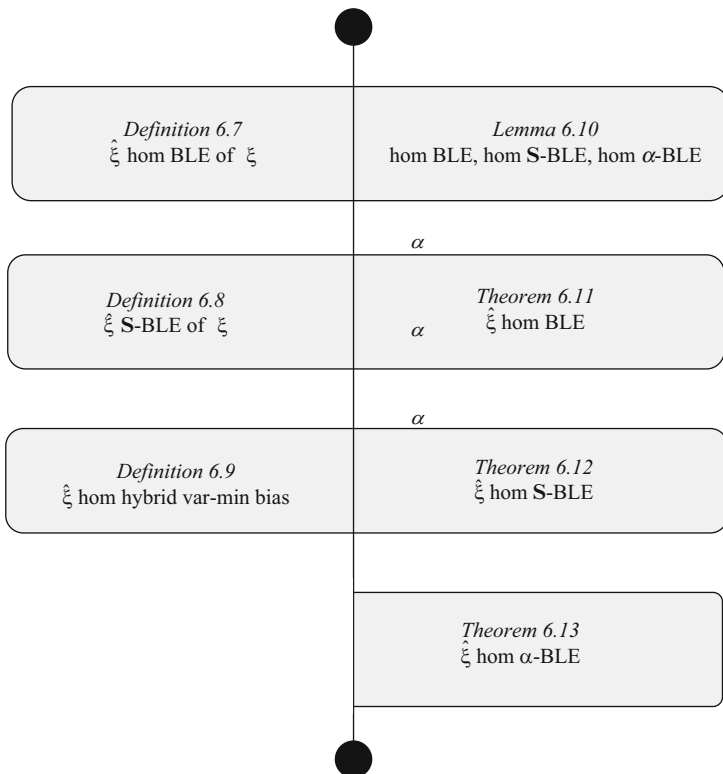 Definition 6.7
ξ̂ hom BLE of ξ
Lemma 6.10
hom BLE, hom S-BLE, hom α-BLE
α
Definition 6.8
ξ̂ S-BLE of ξ
Theorem 6.11
ξ̂ hom BLE
α
α
Definition 6.9
ξ̂ hom hybrid var-min bias
Theorem 6.12
ξ̂ hom S-BLE
Theorem 6.13
ξ̂ hom α-BLE